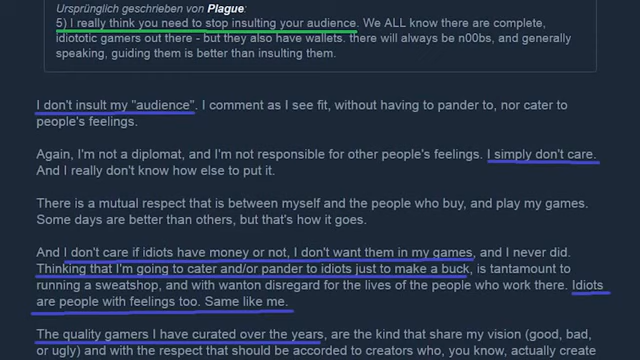 Ursprünglich geschrieben von Plague:
5) I really think you need to stop insulting your audience. We ALL know there are complete,
idiototic gamers out there - but they also have wallets. there will always be n00bs, and generally
speaking, guiding them is better than insulting them.
I don't insult my "audience". I comment as I see fit, without having to pander to, nor cater to
people's feelings.
Again, I'm not a diplomat, and I'm not responsible for other people's feelings. I simply don't care.
And I really don't know how else to put it.
There is a mutual respect that is between myself and the people who buy, and play my games.
Some days are better than others, but that's how it goes.
And I don't care if idiots have money or not, I don't want them in my games, and I never did.
Thinking that I'm going to cater and/or pander to idiots just to make a buck, is tantamount to
running a sweatshop, and with wanton disregard for the lives of the people who work there. Idiots
are people with feelings too. Same like me.
The quality gamers I have curated over the years, are the kind that share my vision (good, bad,
or ugly) and with the respect that should be accorded to creators who, you know, actually create